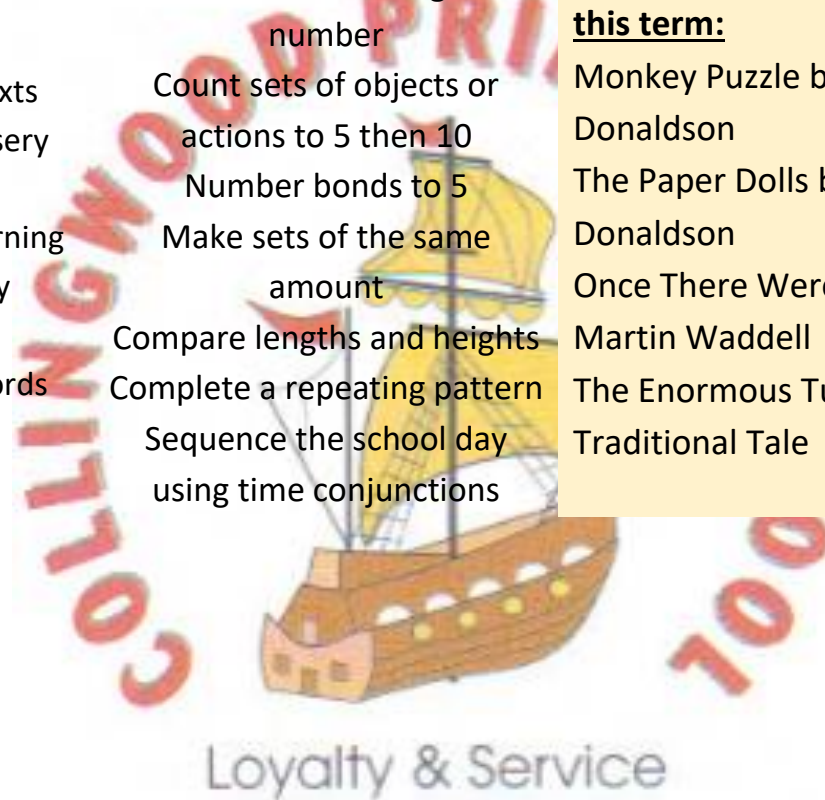 xts
sery
rning
y
ords
number
Count sets of objects or
actions to 5 then 10
Number bonds to 5
Make sets of the same
amount
Compare lengths and heights
Complete a repeating pattern
Sequence the school day
using time conjunctions
this term:
Monkey Puzzle b
Donaldson
The Paper Dolls b
Donaldson
Once There Were
Martin Waddell
The Enormous Tu
Traditional Tale
COLLINGWOOD PRI
OOL
Loyalty & Service